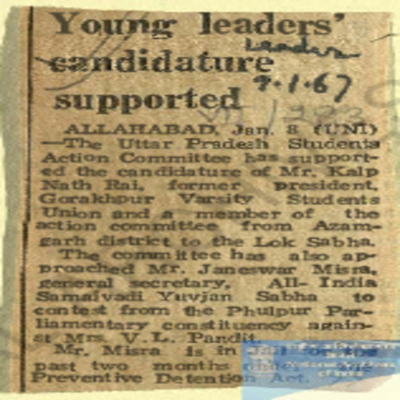 Young leaders'
candidature
supported
Leader
9.1.67
ALLAHABAD, Jan. 8 (UNI)
—The Uttar Pradesh Students
Action Committee has support-
ed the candidature of Mr. Kalp
Nath Rai, former president,
Gorakhpur Varsity Students
Union and a member of the
action committee from Azam-
garh district to the Lok Sabha.
The committee has also ap-
proached Mr. Janeswar Misra,
general secretary, All- India
Samajvadi Yuvjan Sabha to
contest from the Phulpur Par-
liamentary constituency again-
st Mrs. V. L. Pandit.
Mr. Misra is in Jail for the
past two months
Preventive Detention Act.